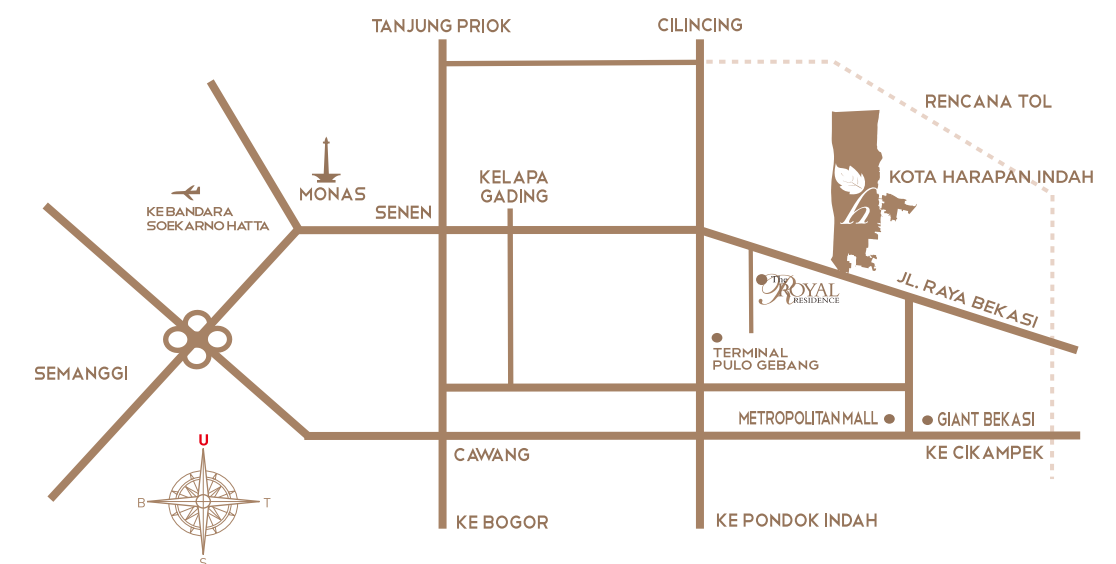 TANJUNG PRIOK
CILINCING
RENCANA TOL
KOTA HARAPAN INDAH
h
MONAS
KELAPA
GADING
KE BANDARA
SOEKARNO HATTA
SENEN
The
ROYAL
RESIDENCE
JL. RAYA BEKASI
TERMINAL
PULO GEBANG
SEMANGGI
METROPOLITAN MALL
GIANT BEKASI
CAWANG
KE CIKAMPEK
KE BOGOR
KE PONDOK INDAH
U
B
T
S